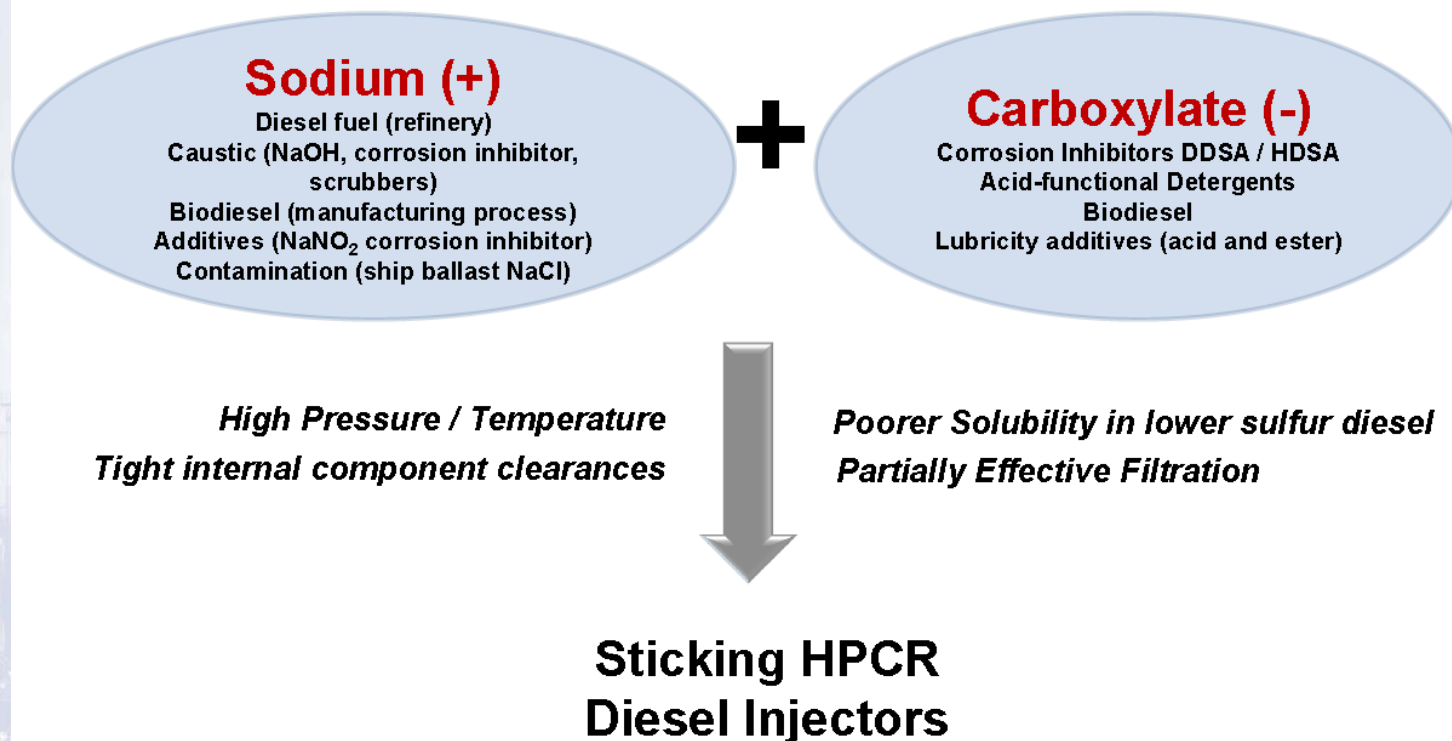 Sodium (+)
Diesel fuel (refinery)
Caustic (NaOH, corrosion inhibitor,
scrubbers)
Biodiesel (manufacturing process)
Additives (NaNO2 corrosion inhibitor)
Contamination (ship ballast NaCl)
+
Carboxylate (-)
Corrosion Inhibitors DDSA / HDSA
Acid-functional Detergents
Biodiesel
Lubricity additives (acid and ester)
High Pressure / Temperature
Tight internal component clearances
Poorer Solubility in lower sulfur diesel
Partially Effective Filtration
Sticking HPCR
Diesel Injectors